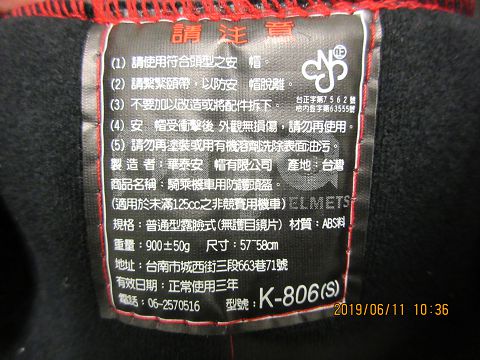 請注意
(1) 請使用符合頭型之安 帽。
(2) 請繫緊頤帶，以防安 帽脫離。
(3) 不要加以改造或將配件拆下。
(4) 安 帽受衝擊後 外觀無損傷，請勿再使用。
(5) 請勿再塗裝或用有機溶劑洗除表面油污。
台正字第7562號
檢內亞字第63555號
製造者：華泰安 帽有限公司 產地：台灣
商品名稱：騎乘機車用防護頭盔。
(適用於未滿125cc之非競賽用機車)
HELMETS
規格：普通型露臉式(無護目鏡片) 材質：ABS料
重量：900±50g 尺寸：57~58cm
地址：台南市城西街三段663巷71號
有效日期：正常使用三年
電話：06-2570516 型號：K-806(S)
2019/06/11 10:36